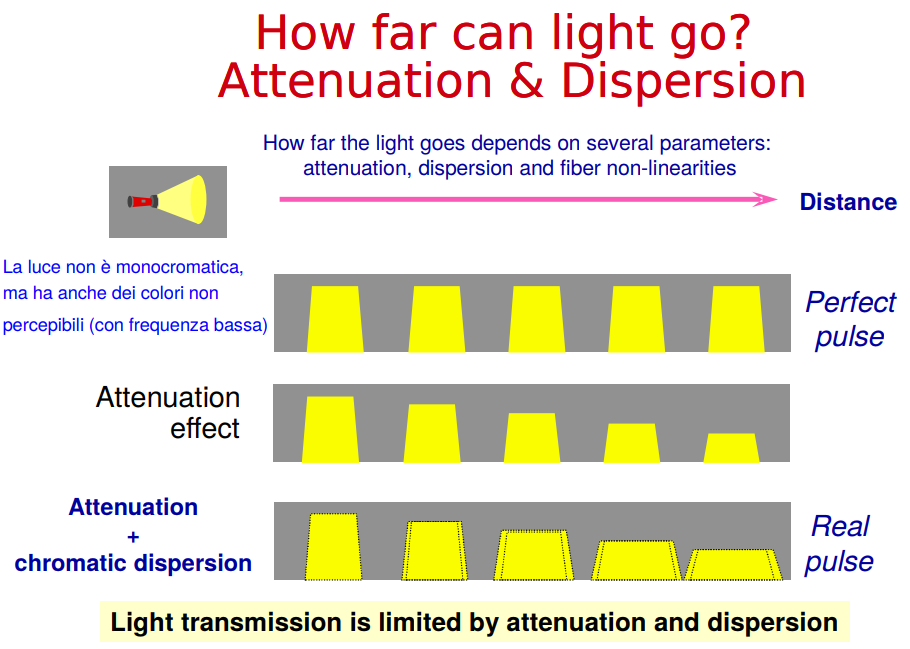 How far can light go?
Attenuation & Dispersion
How far the light goes depends on several parameters:
attenuation, dispersion and fiber non-linearities
Distance
La luce non è monocromatica,
ma ha anche dei colori non
percepibili (con frequenza bassa)
Perfect
pulse
Attenuation
effect
Attenuation
+
chromatic dispersion
Real
pulse
Light transmission is limited by attenuation and dispersion